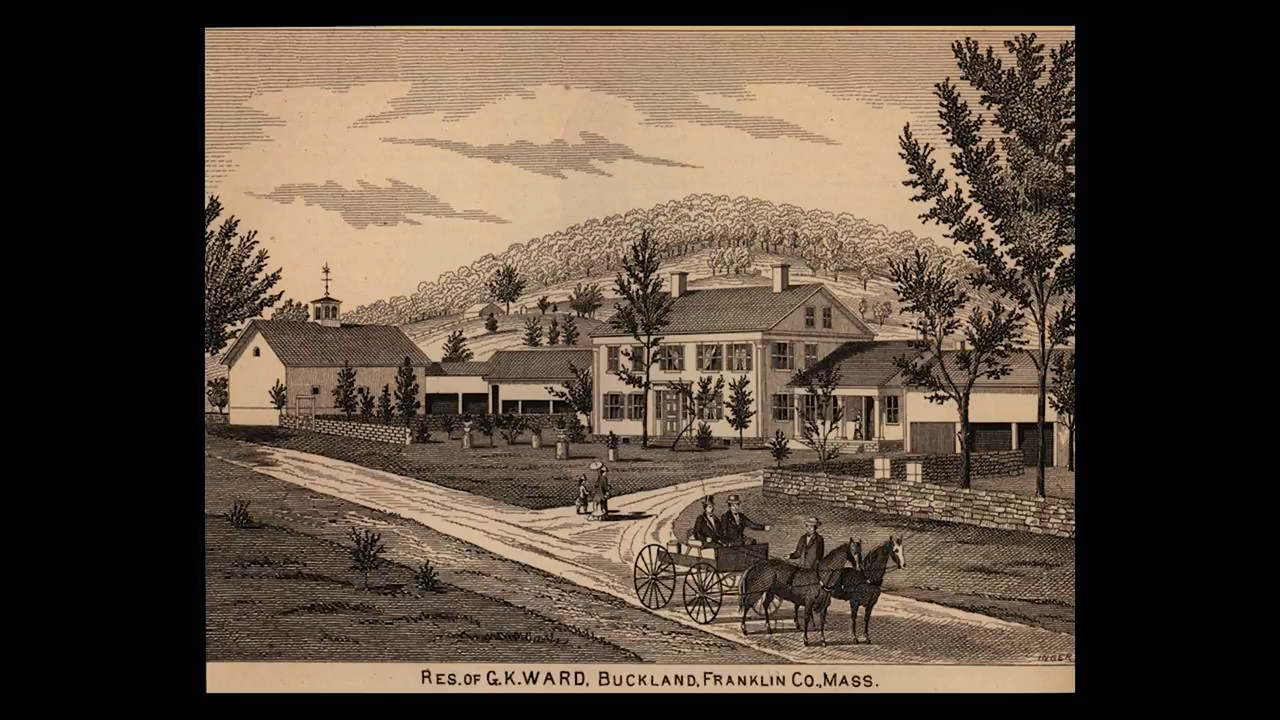 RES. OF G.K.WARD, BUCKLAND, FRANKLIN CO., MASS.